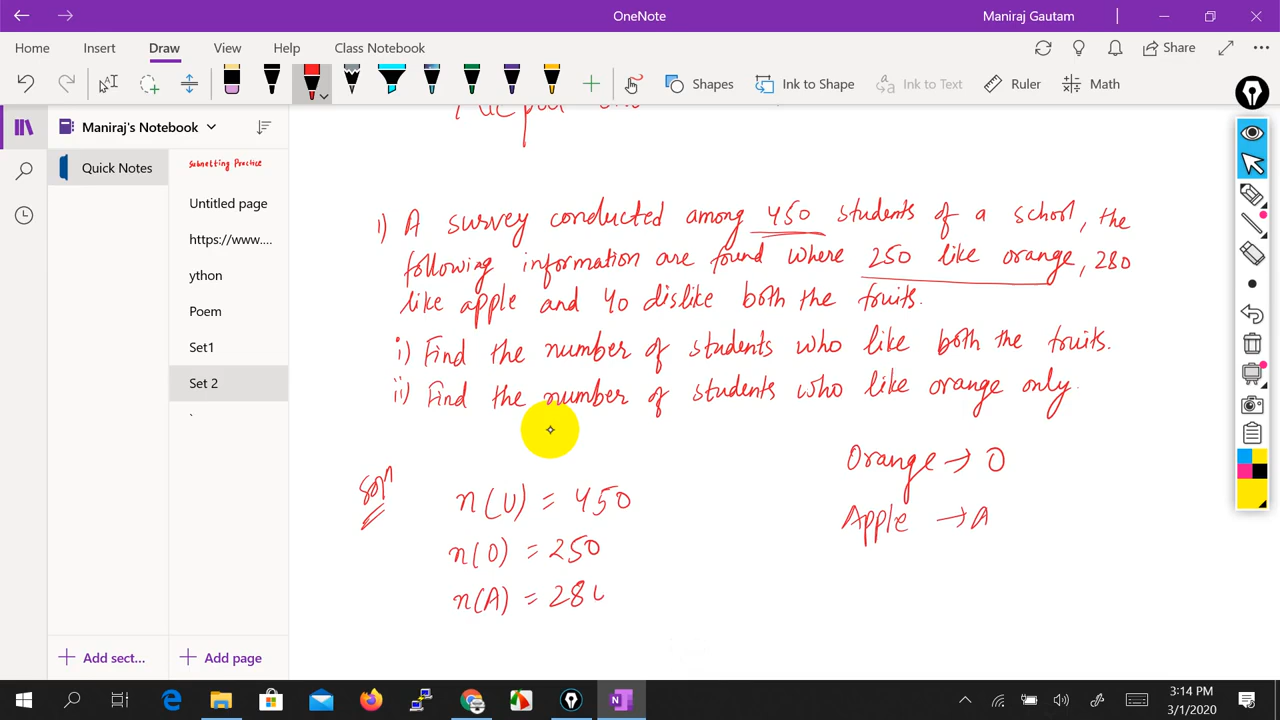 OneNote
Maniraj Gautam
Home Insert Draw View Help Class Notebook
Share
Shapes Ink to Shape Ink to Text Ruler Math
Maniraj's Notebook
Quick Notes
Subnetting Practice
Untitled page
https://www....
ython
Poem
Set1
Set 2
Add sect...
Add page
1) A survey conducted among 450 students of a school, the
following information are found where 250 like orange, 280
like apple and 40 dislike both the fruits.
i) Find the number of students who like both the fruits.
ii) Find the number of students who like orange only.
Soln
n(U) = 450
n(O) = 250
n(A) = 28
Orange → O
Apple → A
3:14 PM
3/1/2020